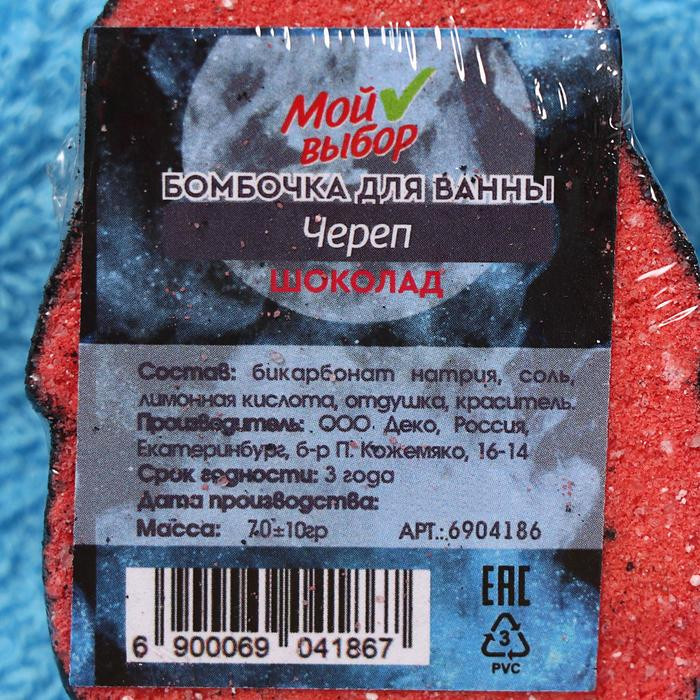 Мой
выбор
БОМБОЧКА ДЛЯ ВАННЫ
Череп
ШОКОЛАД
Состав: бикарбонат натрия, соль,
лимонная кислота, отдушка, краситель.
Производитель: ООО Деко, Россия,
Екатеринбург, б-р П. Кожемяко, 16-14
Срок годности: 3 года
Дата производства:
Масса: 70±10гр АРТ.:6904186
EAC
6 900069 041867
3
PVC